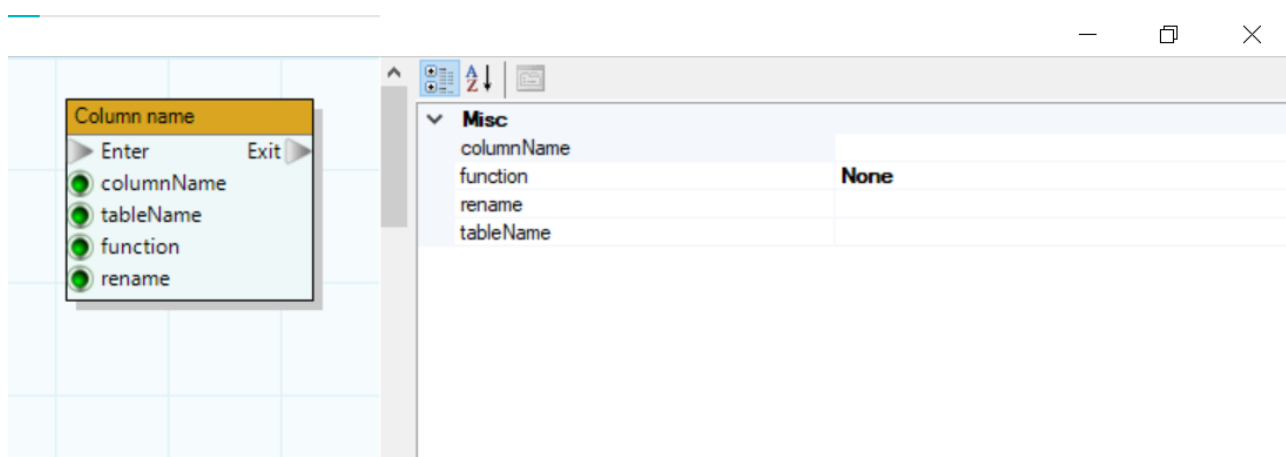 Column name
Enter Exit
columnName
tableName
function
rename
A
Z
Misc
columnName
function None
rename
tableName